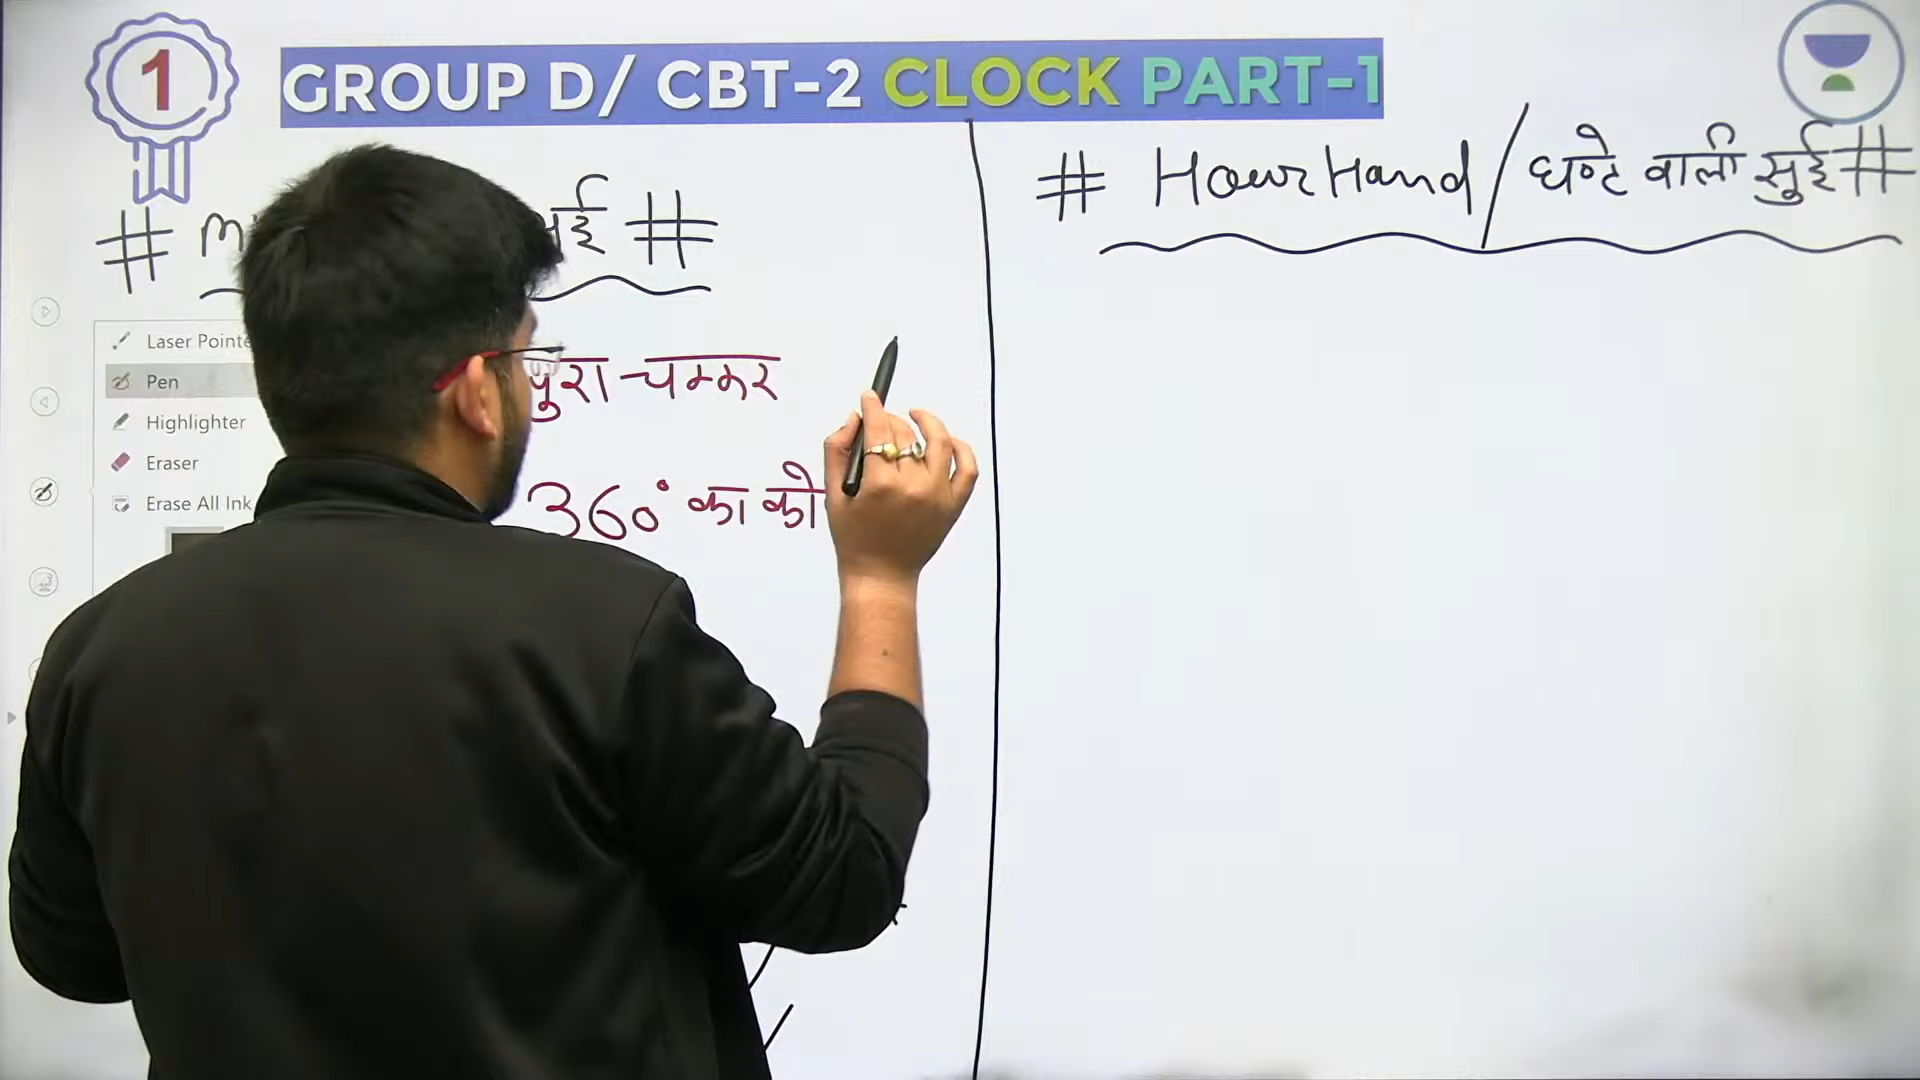 1
GROUP D/ CBT-2 CLOCK PART-1
# Hour Hand / घण्टे वाली सुई #
# #
Laser Pointe
Pen
पुरा चक्कर
Highlighter
Eraser
Erase All Ink
360° का को